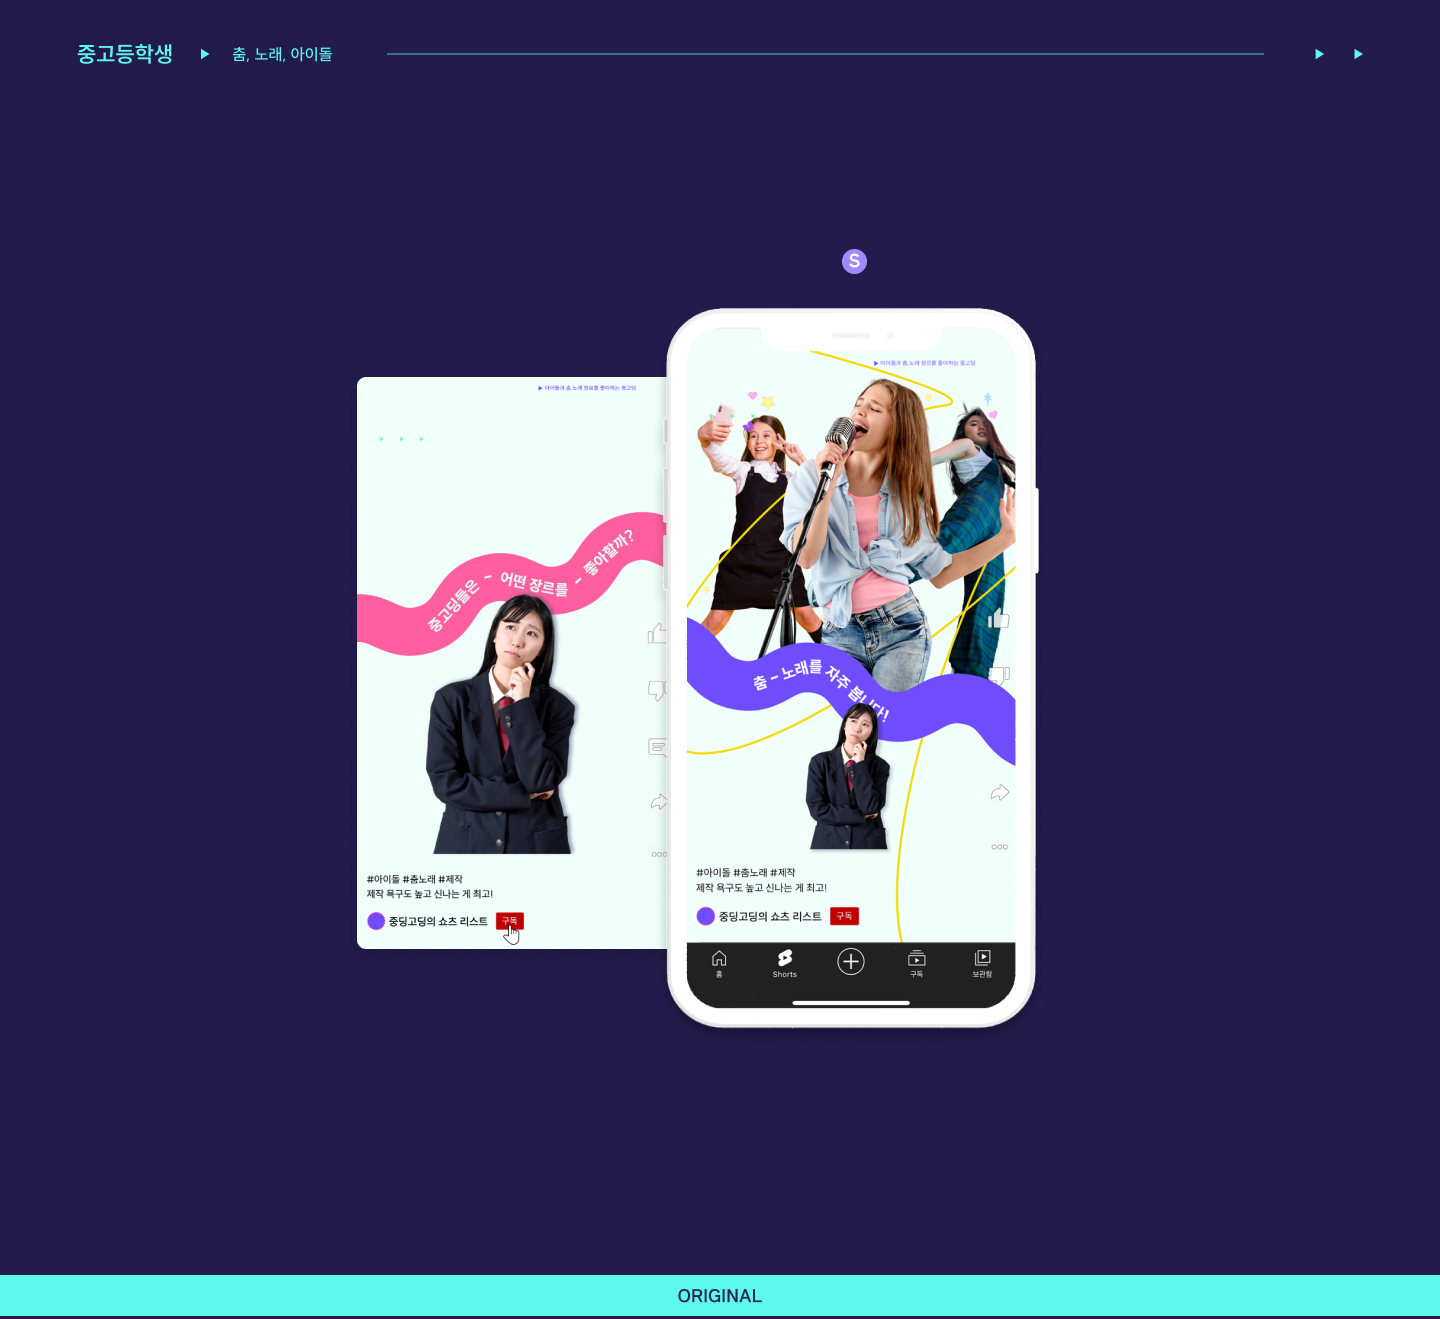 중고등학생
춤, 노래, 아이돌
S
▶ 아이돌과 춤,노래 장르를 좋아하는 중고딩
중고딩들은 - 어떤 장르를 - 좋아할까?
#아이돌 #춤노래 #제작
제작 욕구도 높고 신나는 게 최고!
중딩고딩의 쇼츠 리스트
구독
▶ 아이돌과 춤,노래 장르를 좋아하는 중고딩
춤 - 노래를 자주 봅니다!
#아이돌 #춤노래 #제작
제작 욕구도 높고 신나는 게 최고!
중딩고딩의 쇼츠 리스트
구독
홈
Shorts
구독
보관함
ORIGINAL